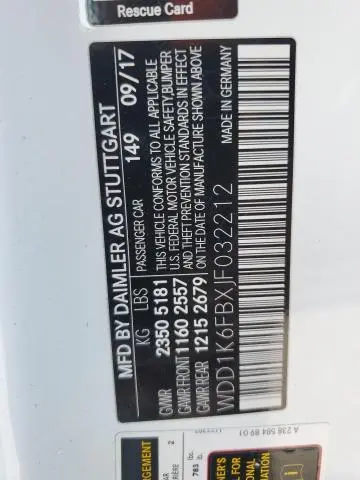 Rescue Card
MFD BY DAIMLER AG STUTTGART
149 09/17
KG LBS PASSENGER CAR
GVWR 2350 5181
GAWR FRONT 1160 2557
GAWR REAR 1215 2679
THIS VEHICLE CONFORMS TO ALL APPLICABLE
U.S. FEDERAL MOTOR VEHICLE SAFETY, BUMPER
AND THEFT PREVENTION STANDARDS IN EFFECT
ON THE DATE OF MANUFACTURE SHOWN ABOVE
WDD1K6FBXJF032212
MADE IN GERMANY
A 238 584 89 01
2
783 lbs.